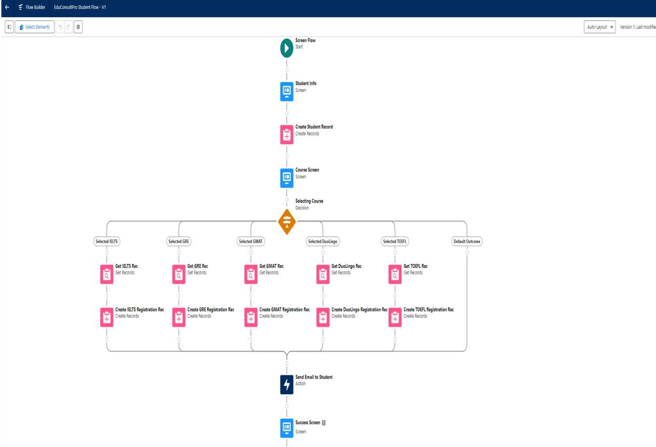 Flow Builder EduConsultPro Student Flow - V1
Select Elements
Auto-Layout
Version 1: Last modified
Screen Flow
Start
Student Info
Screen
Create Student Record
Create Records
Course Screen
Screen
Selecting Course
Decision
Selected IELTS Selected GRE Selected GMAT Selected DuoLingo Selected TOEFL Default Outcome
Get IELTS Rec Get GRE Rec Get GMAT Rec Get DuoLingo Rec Get TOEFL Rec
Get Records Get Records Get Records Get Records Get Records
Create IELTS Registration Rec Create GRE Registration Rec Create GMAT Registration Rec Create DuoLingo Registration Rec Create TOEFL Registration Rec
Create Records Create Records Create Records Create Records Create Records
Send Email to Student
Action
Success Screen
Screen